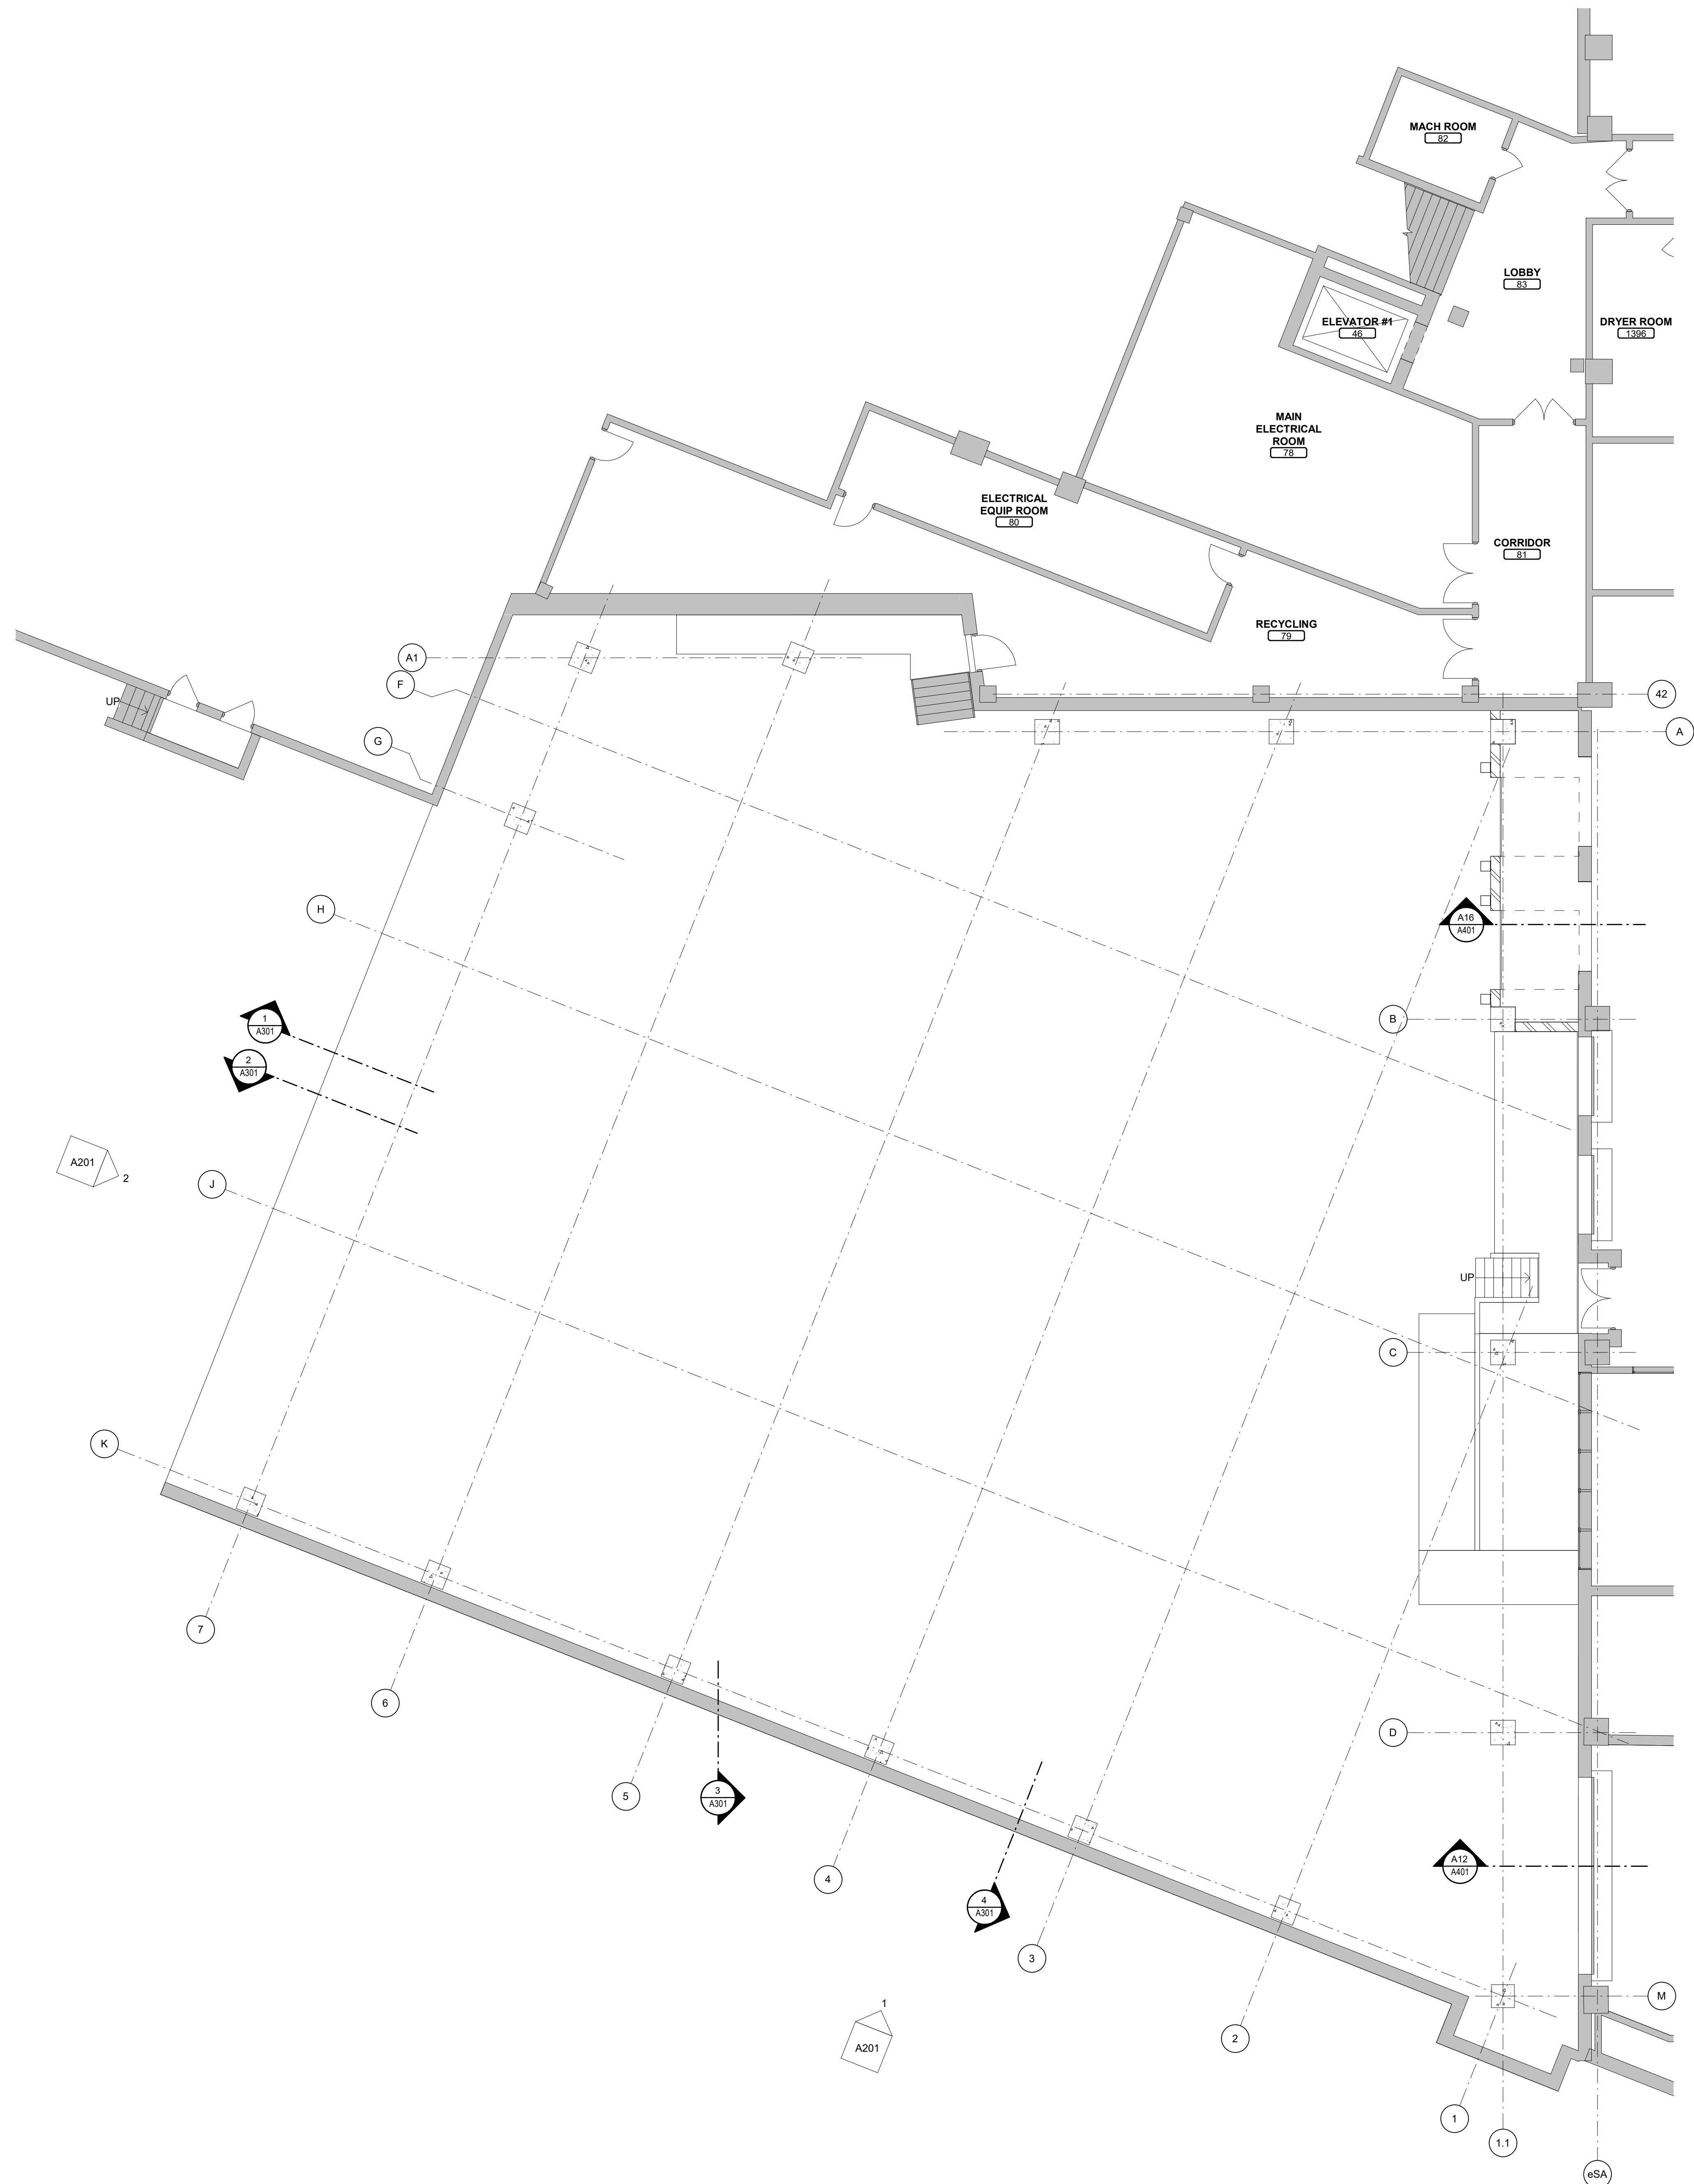 MACH ROOM
82
LOBBY
83
ELEVATOR #1
46
DRYER ROOM
1396
MAIN
ELECTRICAL
ROOM
78
ELECTRICAL
EQUIP ROOM
80
CORRIDOR
81
RECYCLING
79
A1
F
UP
42
G
A
H
A16
A401
1
A301
B
2
A301
A201
2
J
UP
C
K
7
6
D
5
3
A301
4
A12
A401
4
A301
3
M
1
A201
2
1
1.1
eSA